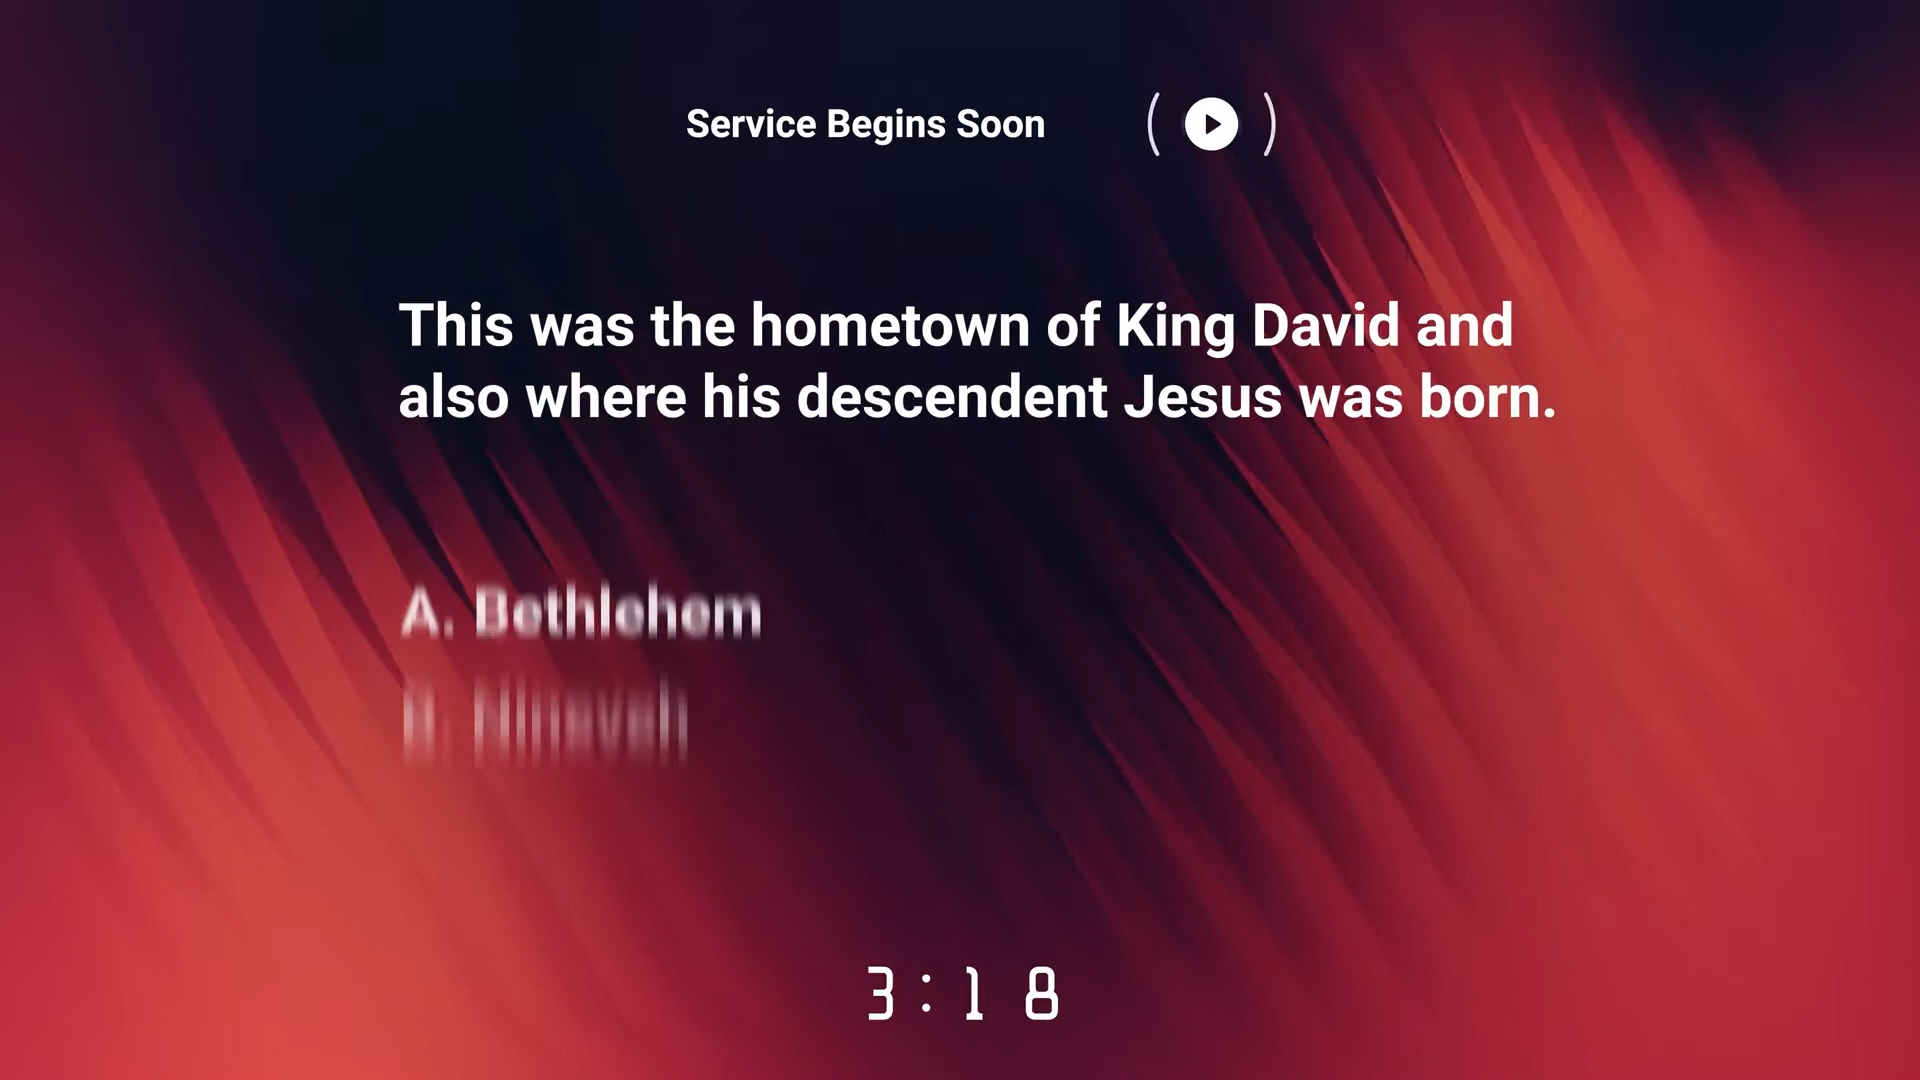 Service Begins Soon
This was the hometown of King David and
also where his descendent Jesus was born.
A. Bethlehem
B. Nineveh
3:18